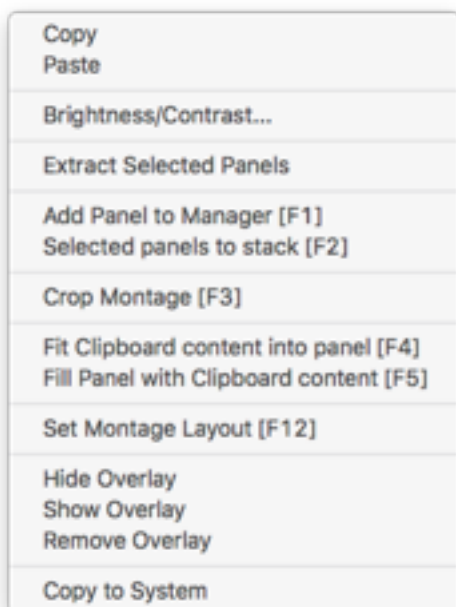 Copy
Paste
Brightness/Contrast...
Extract Selected Panels
Add Panel to Manager [F1]
Selected panels to stack [F2]
Crop Montage [F3]
Fit Clipboard content into panel [F4]
Fill Panel with Clipboard content [F5]
Set Montage Layout [F12]
Hide Overlay
Show Overlay
Remove Overlay
Copy to System